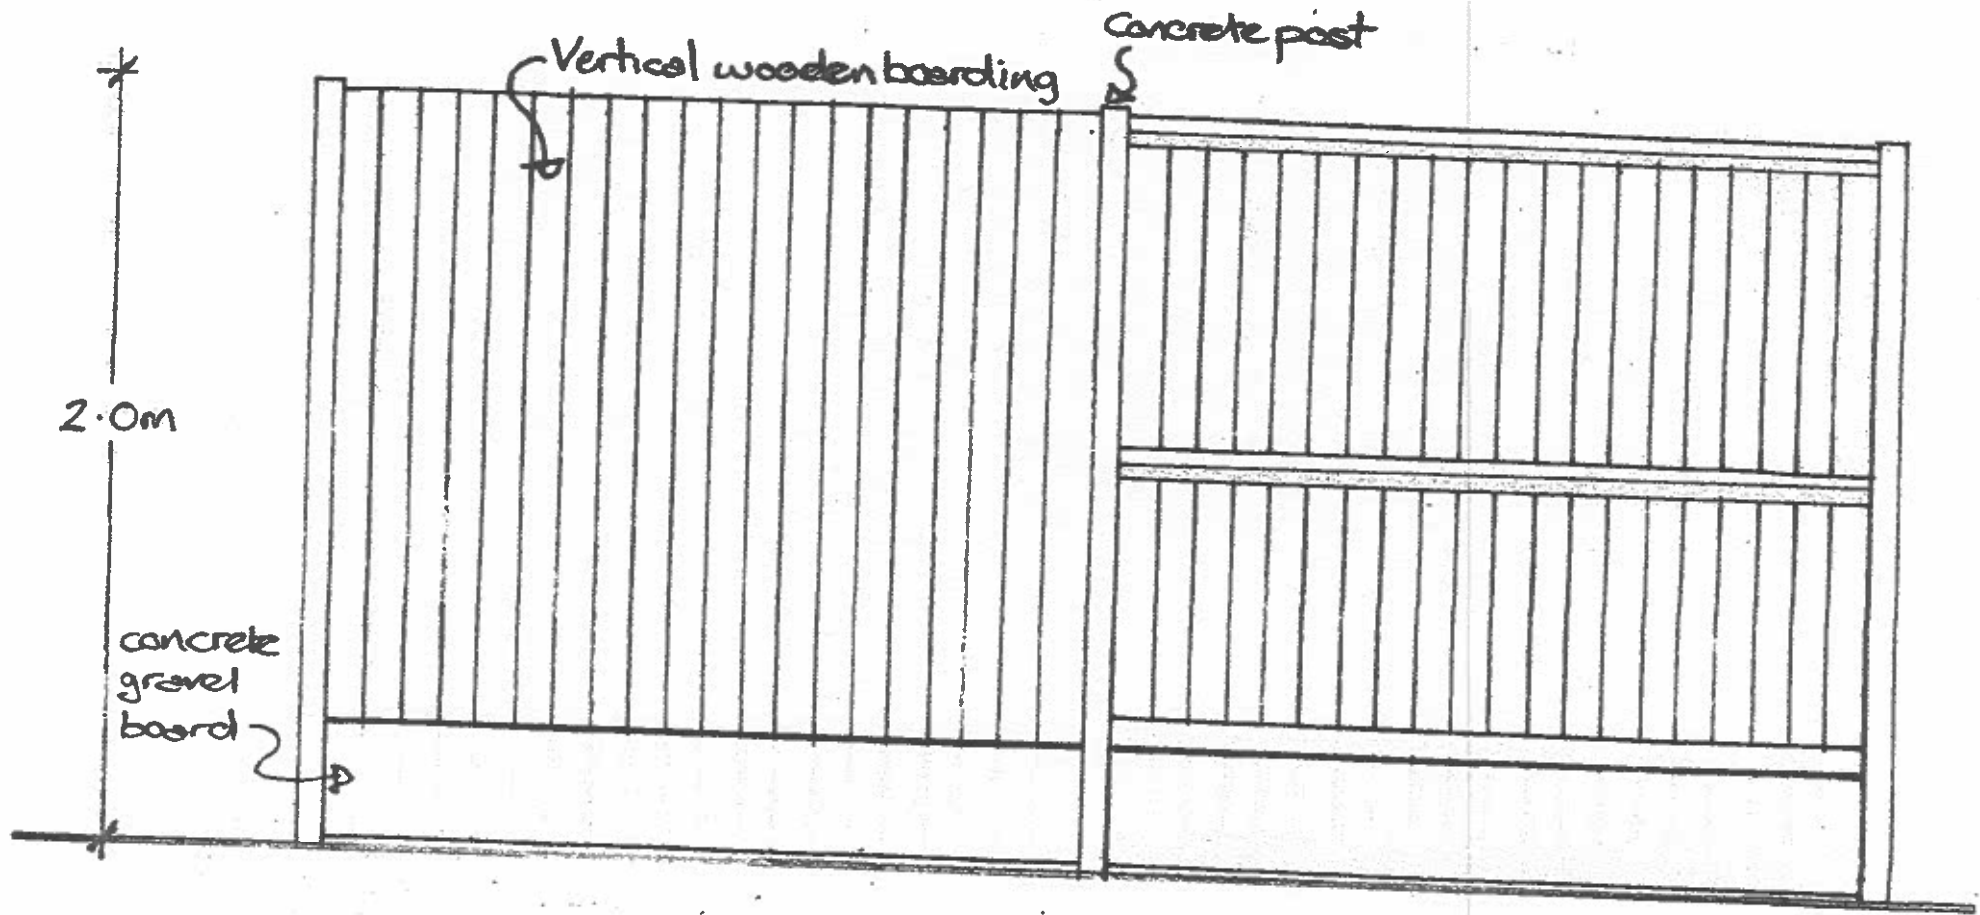 Concrete post
Vertical wooden boarding
2.0m
concrete
gravel
board